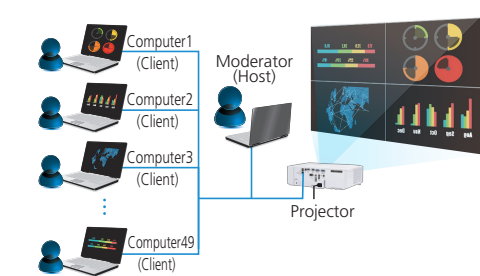 Computer1
(Client)
Computer2
(Client)
Computer3
(Client)
Computer49
(Client)
Moderator
(Host)
Projector